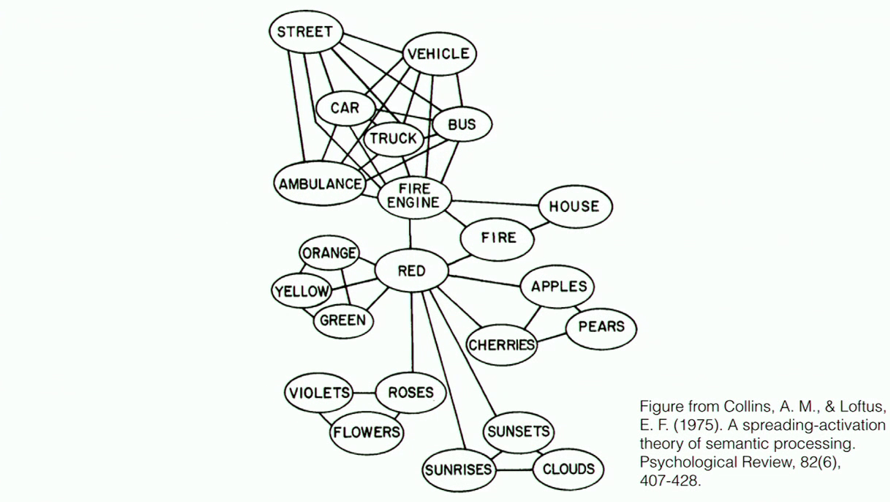 STREET
VEHICLE
CAR
BUS
TRUCK
AMBULANCE
FIRE
ENGINE
HOUSE
FIRE
ORANGE
RED
YELLOW
APPLES
GREEN
PEARS
CHERRIES
VIOLETS
ROSES
FLOWERS
SUNSETS
SUNRISES
CLOUDS
Figure from Collins, A. M., & Loftus,
E. F. (1975). A spreading-activation
theory of semantic processing.
Psychological Review, 82(6),
407-428.